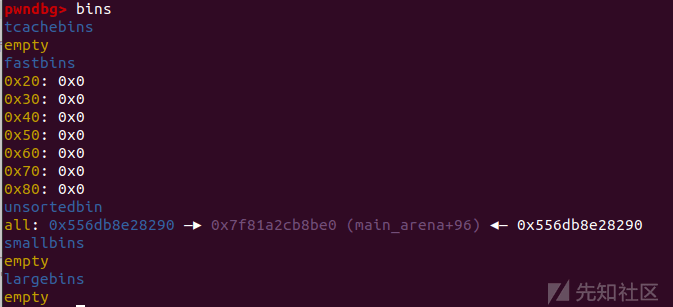 pwndbg> bins
tcachebins
empty
fastbins
0x20: 0x0
0x30: 0x0
0x40: 0x0
0x50: 0x0
0x60: 0x0
0x70: 0x0
0x80: 0x0
unsortedbin
all: 0x556db8e28290 —▸ 0x7f81a2cb8be0 (main_arena+96) ◂— 0x556db8e28290
smallbins
empty
largebins
empty
先知社区